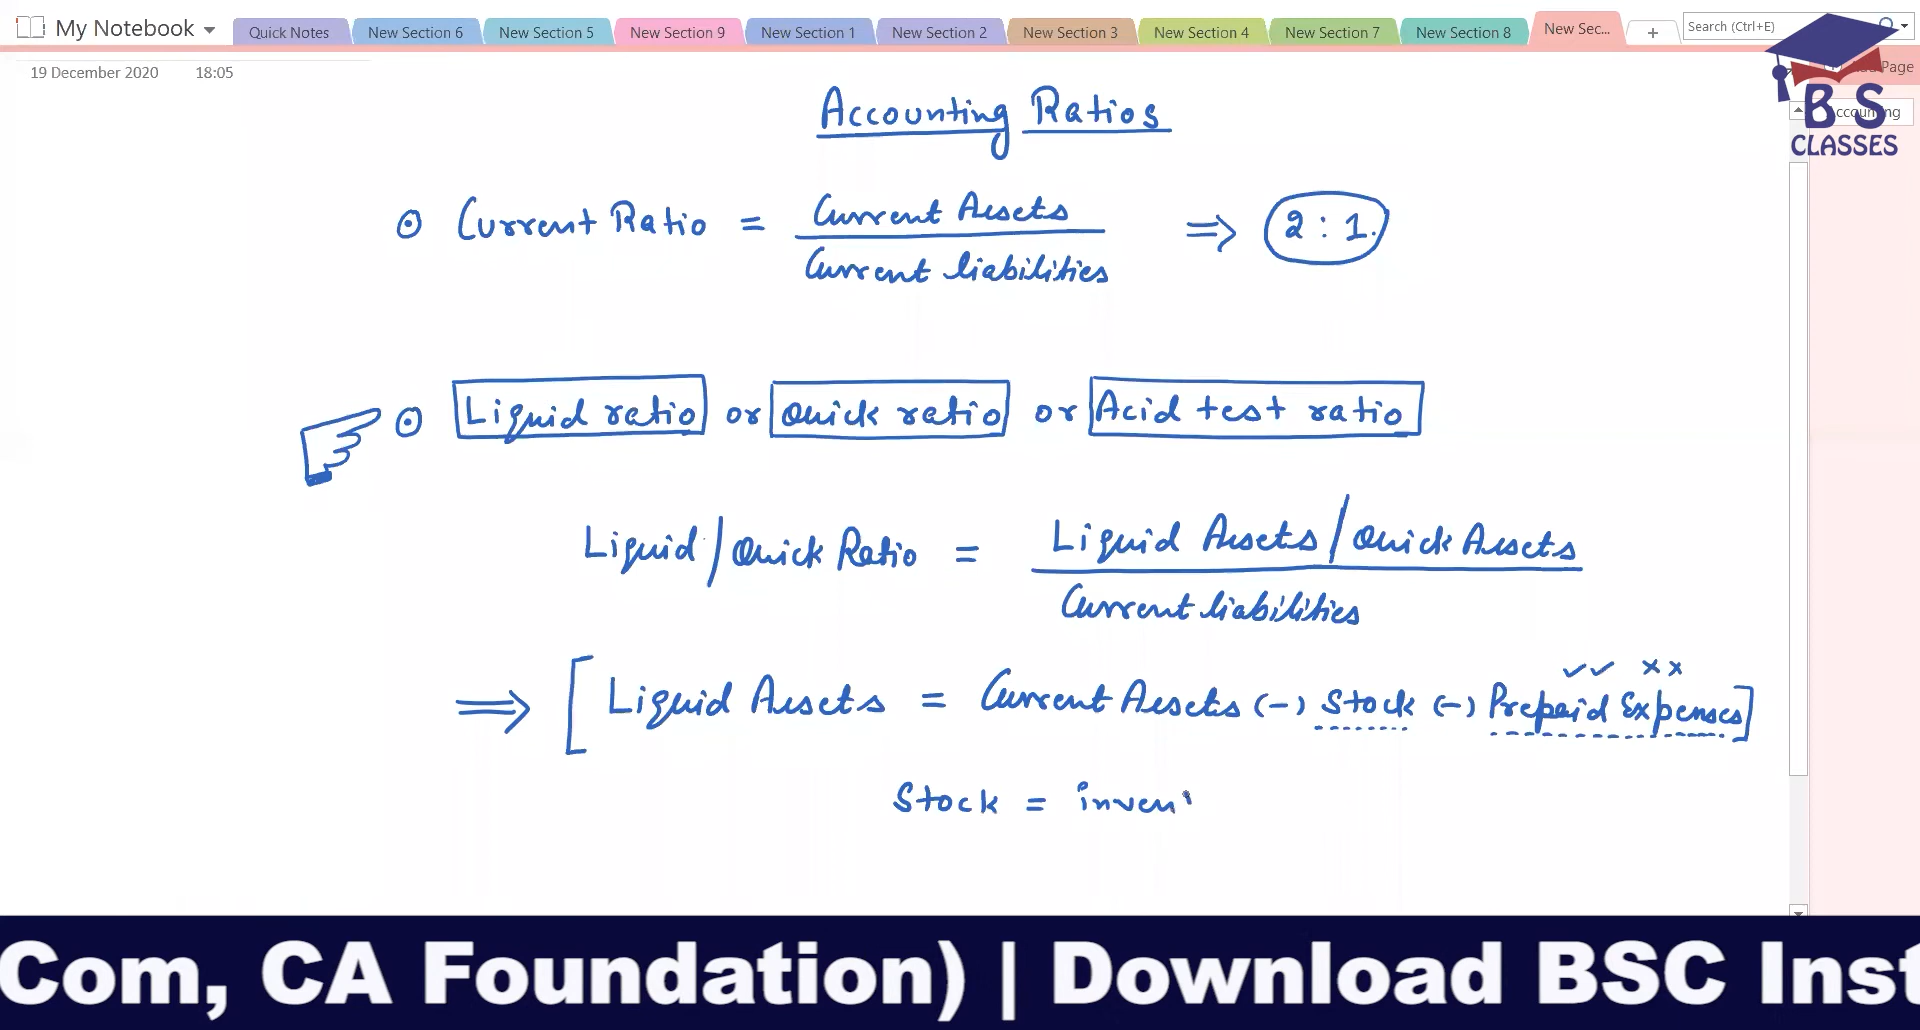 My Notebook Quick Notes New Section 6 New Section 5 New Section 9 New Section 1 New Section 2 New Section 3 New Section 4 New Section 7 New Section 8 New Sec... + Search (Ctrl+E)
19 December 2020 18:05
Page
BS
CLASSES
ccounting
Accounting Ratios
Current Ratio = Current Assets ⇒ 2 : 1.
Current liabilities
Liquid ratio or Quick ratio or Acid test ratio
Liquid/Quick Ratio = Liquid Assets/Quick Assets
Current liabilities
✓✓ ××
⇒ [Liquid Assets = Current Assets (-) Stock (-) Prepaid Expenses]
Stock = inven
Com, CA Foundation) | Download BSC Inst